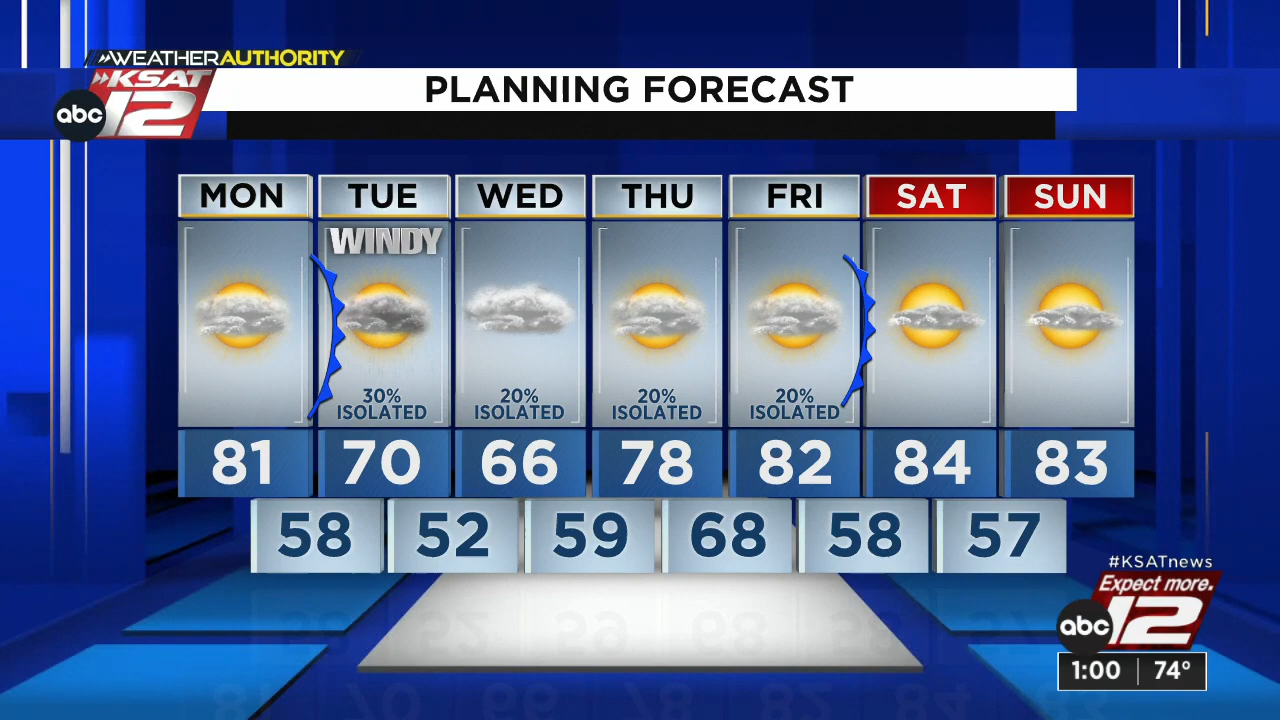 WEATHERAUTHORITY
KSAT
abc 12
PLANNING FORECAST
MON TUE WED THU FRI SAT SUN
WINDY
30% 20% 20% 20%
ISOLATED ISOLATED ISOLATED ISOLATED
81 70 66 78 82 84 83
58 52 59 68 58 57
#KSATnews
Expect more.
abc 12
1:00 74°